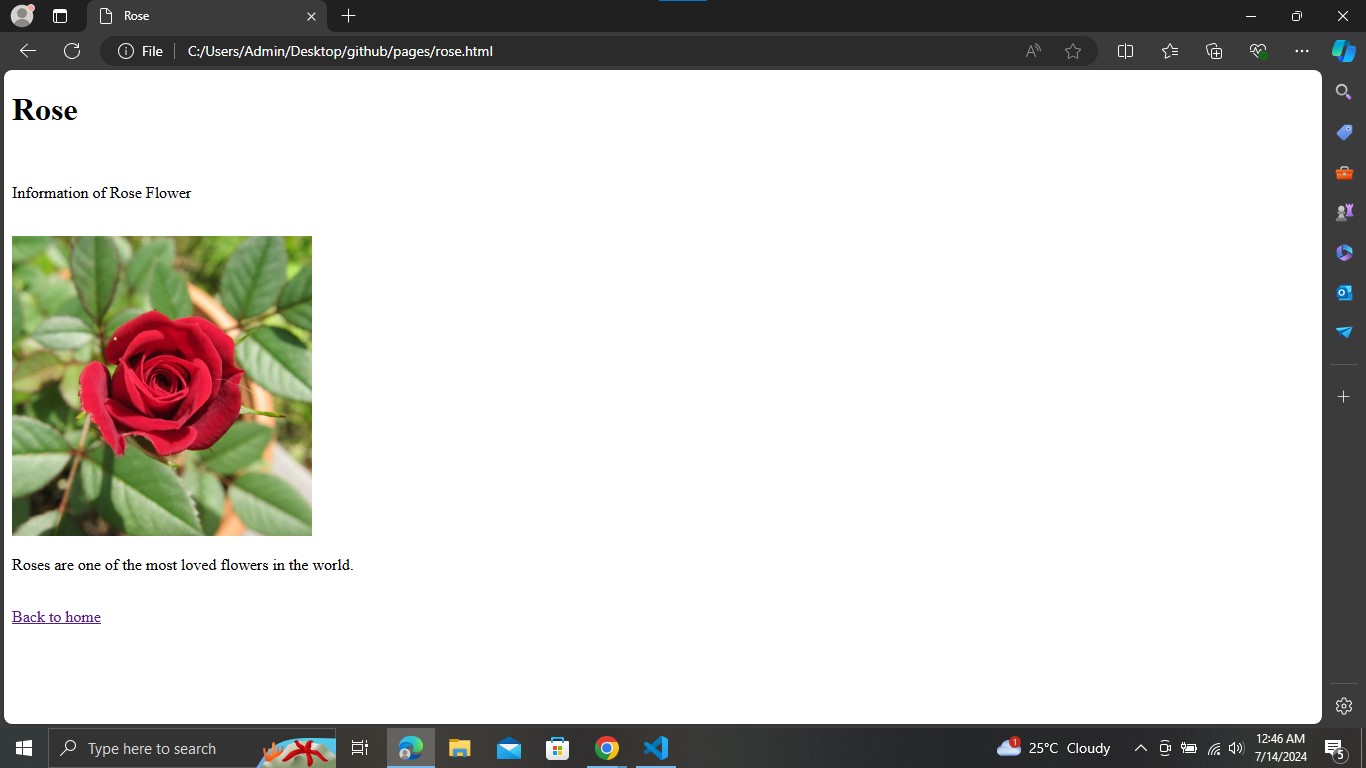 Rose
File
C:/Users/Admin/Desktop/github/pages/rose.html
Rose
Information of Rose Flower
Roses are one of the most loved flowers in the world.
Back to home
Type here to search
1
25°C Cloudy
12:46 AM
7/14/2024
5